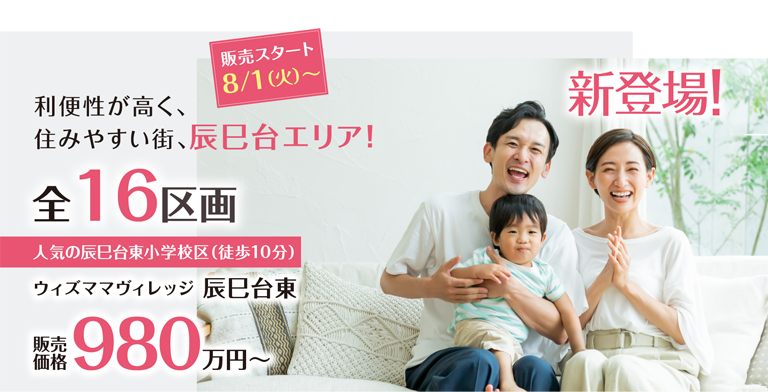 販売スタート
8/1(火)〜
新登場!
利便性が高く、
住みやすい街、辰巳台エリア!
全16区画
人気の辰巳台東小学校区(徒歩10分)
ウィズママヴィレッジ 辰巳台東
販売
価格980万円〜